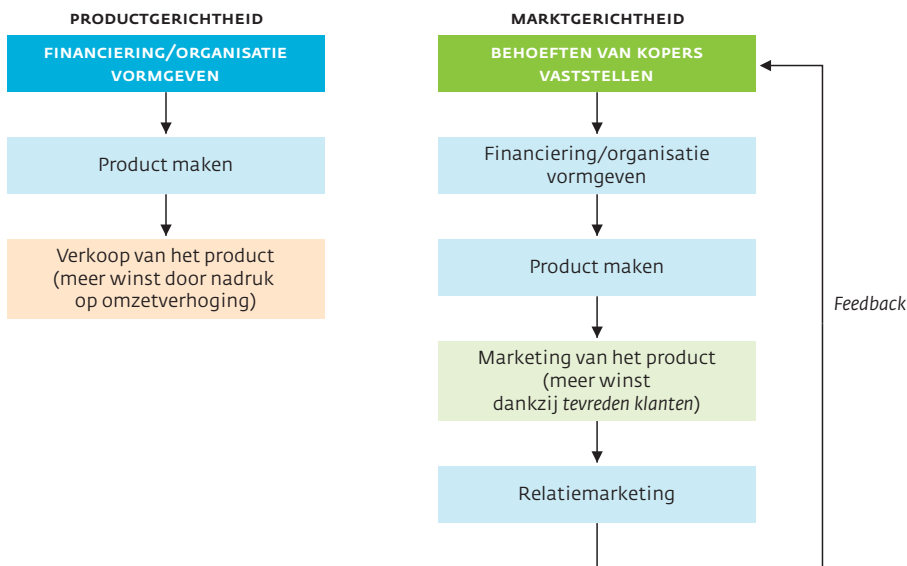 PRODUCTGERICHTHEID
FINANCIERING/ORGANISATIE
VORMGEVEN
Product maken
Verkoop van het product
(meer winst door nadruk
op omzetverhoging)
MARKTGERICHTHEID
BEHOEFTEN VAN KOPERS
VASTSTELLEN
Financiering/organisatie
vormgeven
Product maken
Marketing van het product
(meer winst
dankzij tevreden klanten)
Relatiemarketing
Feedback